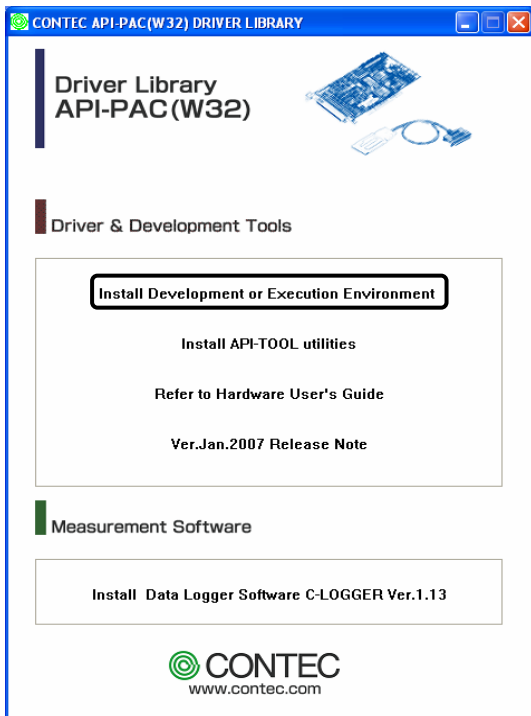 CONTEC API-PAC(W32) DRIVER LIBRARY
Driver Library
API-PAC(W32)
Driver & Development Tools
Install Development or Execution Environment
Install API-TOOL utilities
Refer to Hardware User's Guide
Ver.Jan.2007 Release Note
Measurement Software
Install Data Logger Software C-LOGGER Ver.1.13
CONTEC
www.contec.com